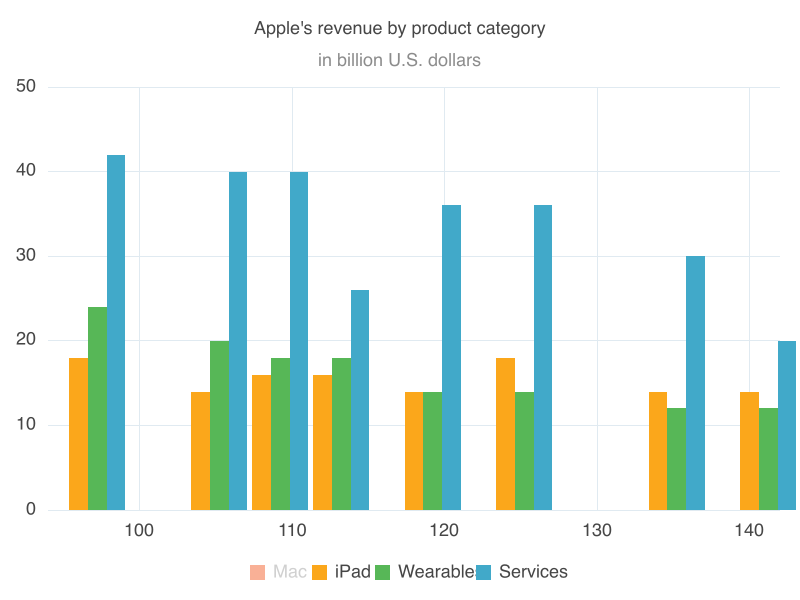 Apple's revenue by product category
in billion U.S. dollars
50
40
30
20
10
0
100 110 120 130 140
Mac iPad Wearables Services